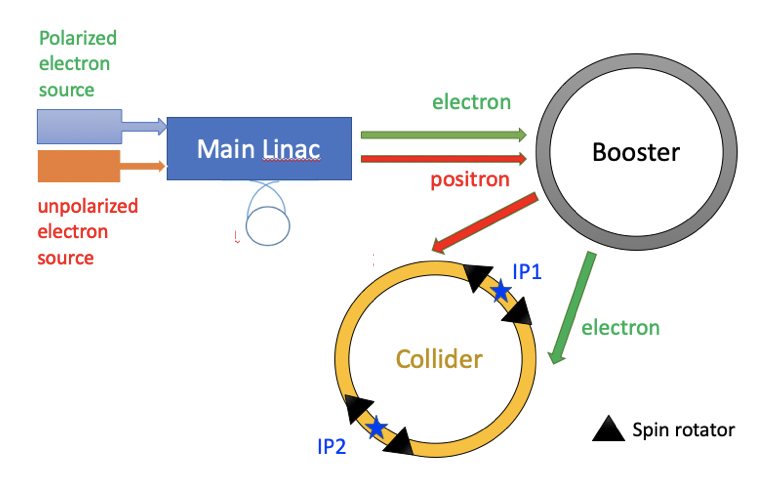 Polarized
electron
source
Main Linac
electron
positron
Booster
unpolarized
electron
source
IP1
Collider
electron
IP2
Spin rotator